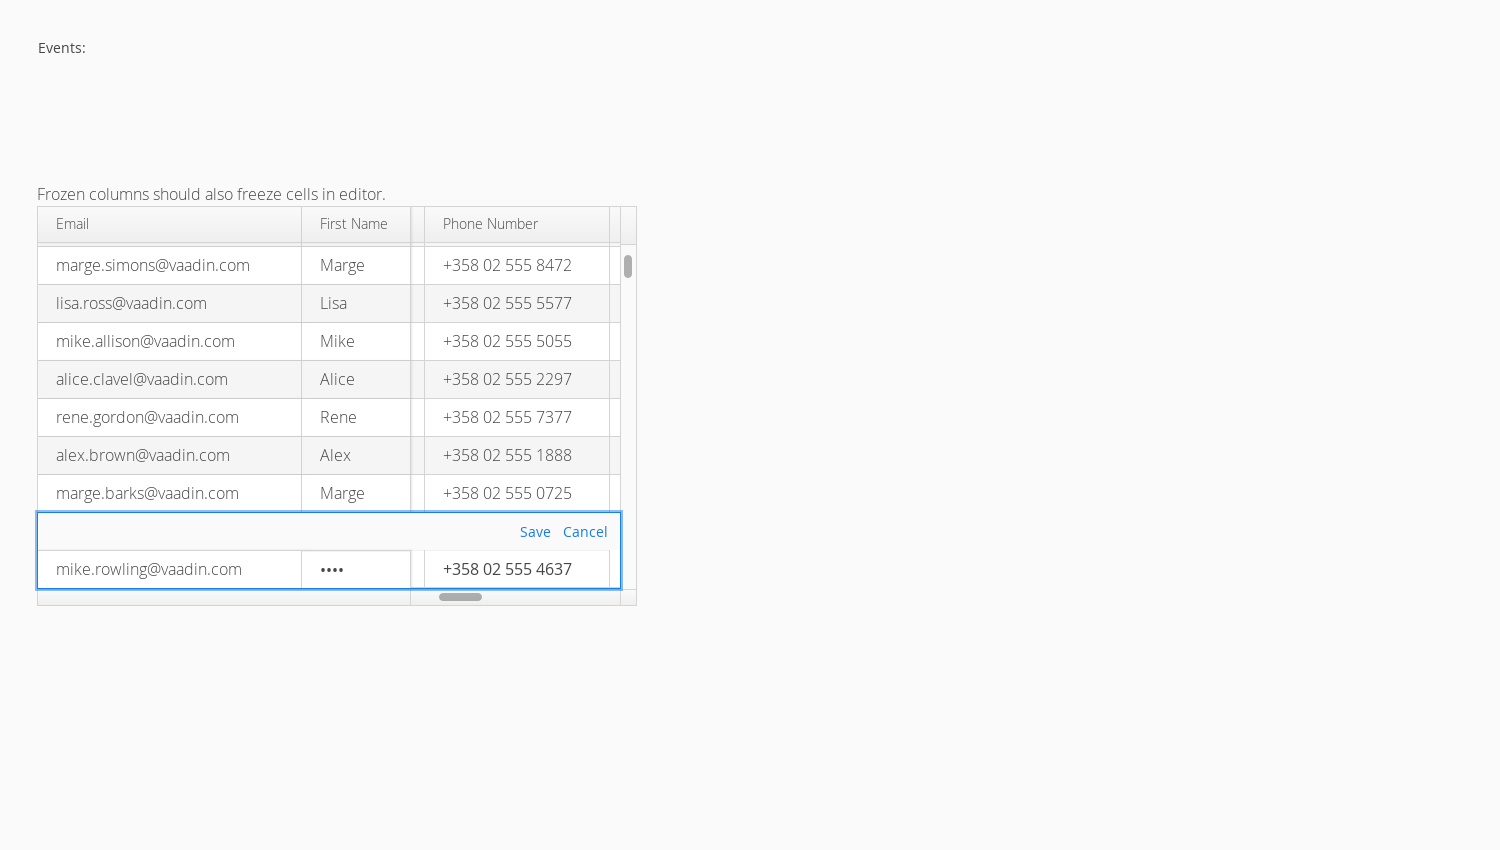 Events:
Frozen columns should also freeze cells in editor.
Email First Name Phone Number
marge.simons@vaadin.com Marge +358 02 555 8472
lisa.ross@vaadin.com Lisa +358 02 555 5577
mike.allison@vaadin.com Mike +358 02 555 5055
alice.clavel@vaadin.com Alice +358 02 555 2297
rene.gordon@vaadin.com Rene +358 02 555 7377
alex.brown@vaadin.com Alex +358 02 555 1888
marge.barks@vaadin.com Marge +358 02 555 0725
Save Cancel
mike.rowling@vaadin.com •••• +358 02 555 4637